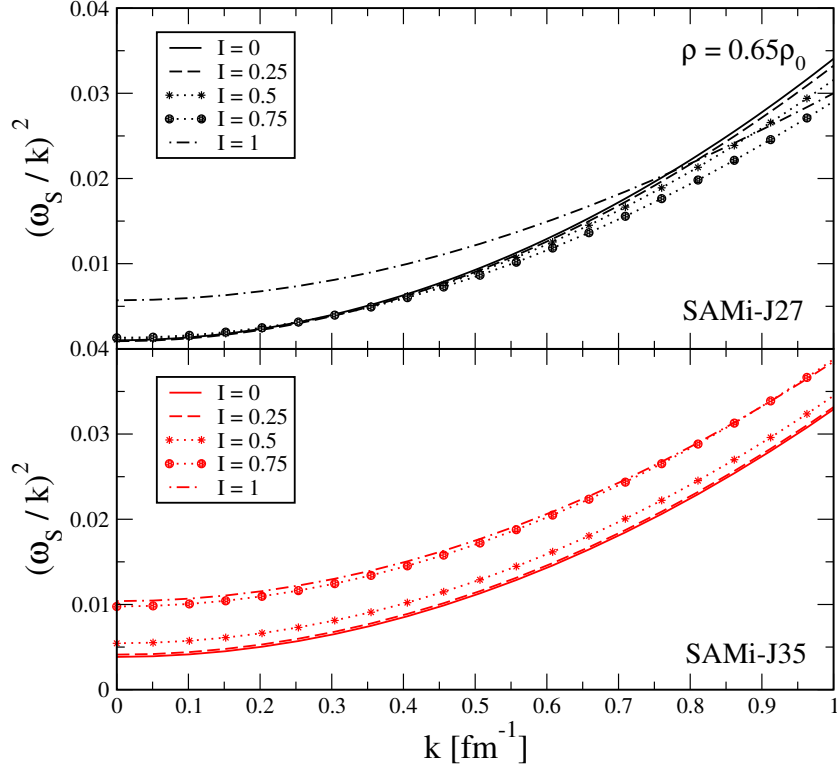 0.04
0.03
0.02
0.01
0.04
(ω_S / k)^2
I = 0
I = 0.25
I = 0.5
I = 0.75
I = 1
ρ = 0.65ρ_0
SAMi-J27
0.03
0.02
0.01
0
(ω_S / k)^2
I = 0
I = 0.25
I = 0.5
I = 0.75
I = 1
SAMi-J35
0 0.1 0.2 0.3 0.4 0.5 0.6 0.7 0.8 0.9 1
k [fm^-1]